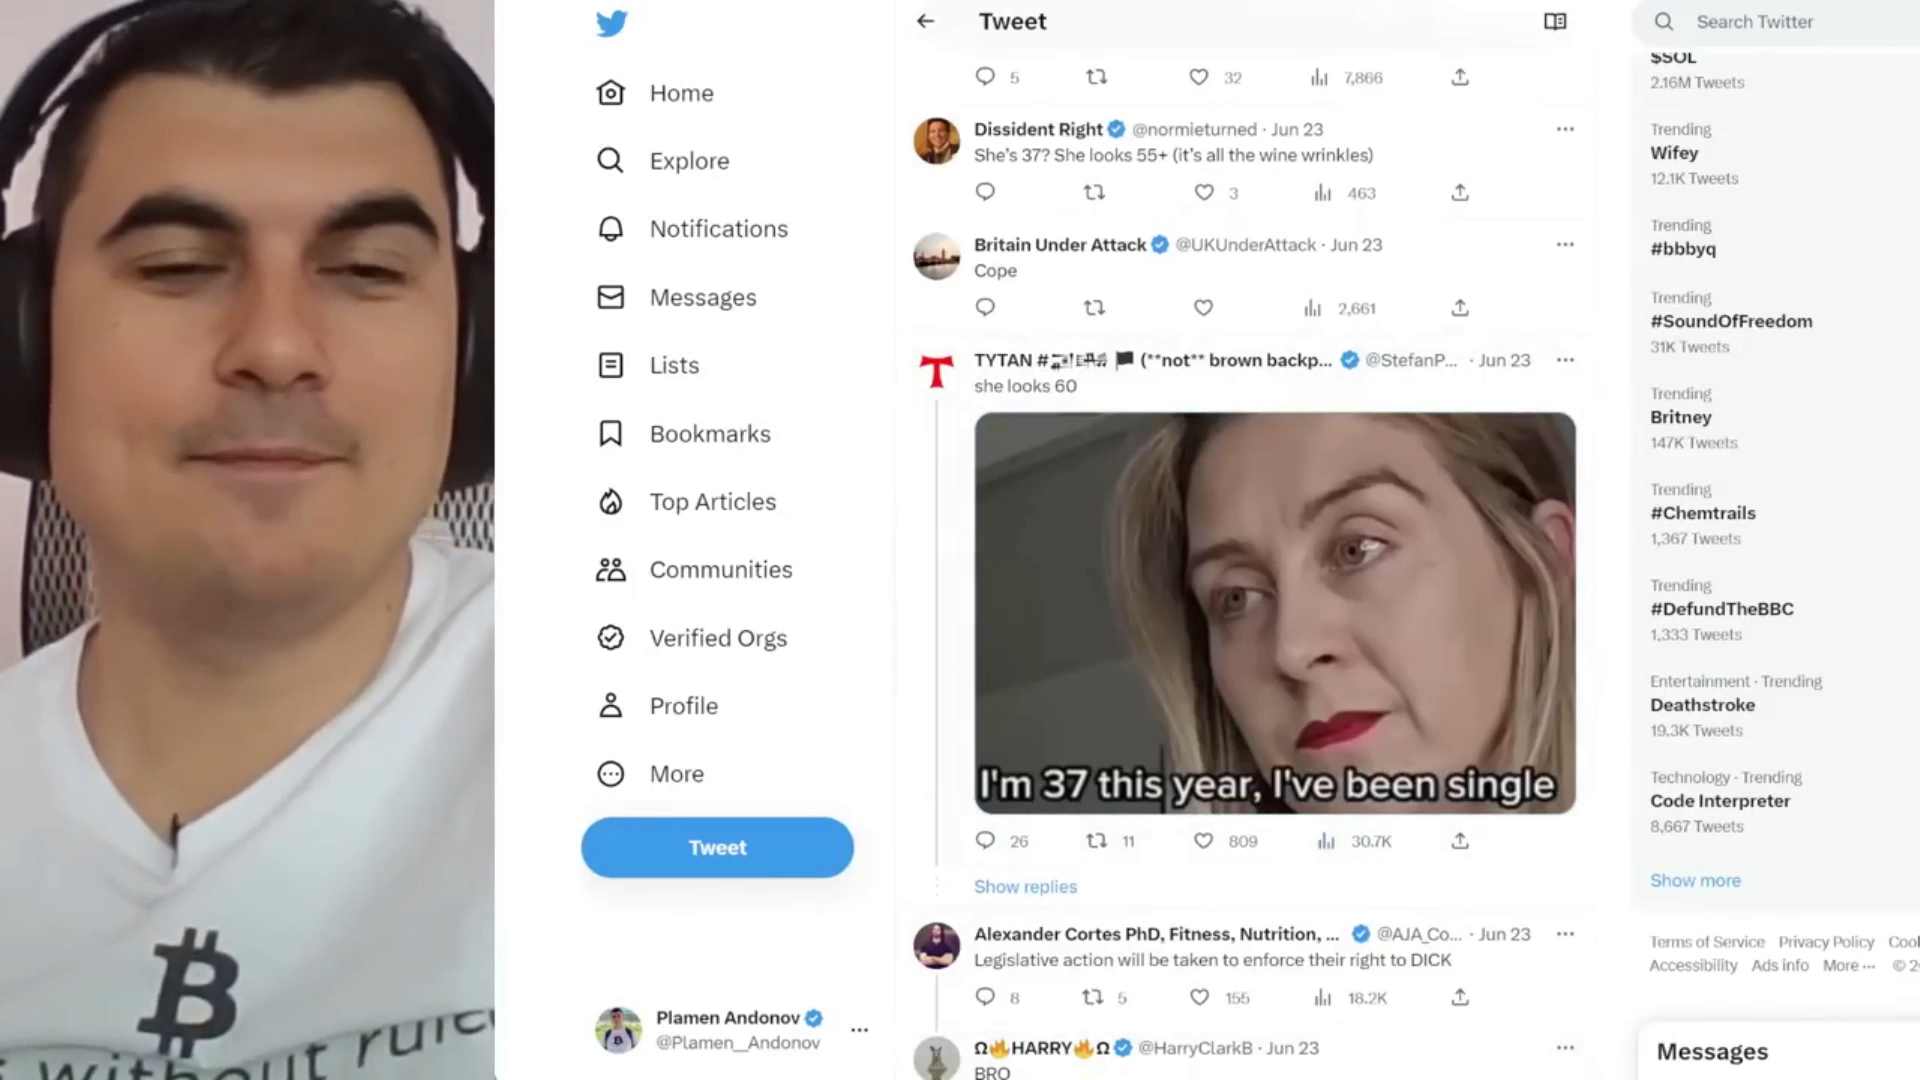 Tweet
Search Twitter
Home
Explore
Notifications
Messages
Lists
Bookmarks
Top Articles
Communities
Verified Orgs
Profile
More
Tweet
Plamen Andonov
@Plamen__Andonov
5 32 7,866
Dissident Right @normieturned · Jun 23
She's 37? She looks 55+ (it's all the wine wrinkles)
3 463
Britain Under Attack @UKUnderAttack · Jun 23
Cope
2,661
TYTAN # (**not** brown backp... @StefanP... · Jun 23
she looks 60
I'm 37 this year, I've been single
26 11 809 30.7K
Show replies
Alexander Cortes PhD, Fitness, Nutrition, ... @AJA_Co... · Jun 23
Legislative action will be taken to enforce their right to DICK
8 5 155 18.2K
Ω🔥HARRY🔥Ω @HarryClarkB · Jun 23
BRO
$SOL
2.16M Tweets
Trending
Wifey
12.1K Tweets
Trending
#bbbyq
Trending
#SoundOfFreedom
31K Tweets
Trending
Britney
147K Tweets
Trending
#Chemtrails
1,367 Tweets
Trending
#DefundTheBBC
1,333 Tweets
Entertainment · Trending
Deathstroke
19.3K Tweets
Technology · Trending
Code Interpreter
8,667 Tweets
Show more
Terms of Service Privacy Policy
Accessibility Ads info More ···
Messages
without